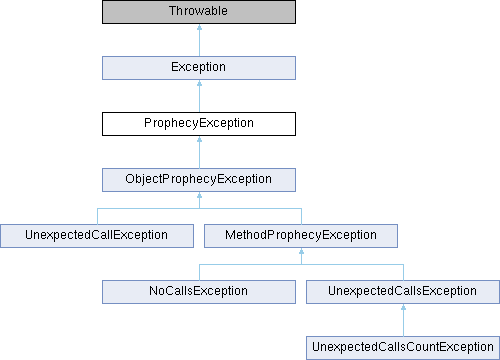 Throwable
Exception
ProphecyException
ObjectProphecyException
UnexpectedCallException
MethodProphecyException
NoCallsException
UnexpectedCallsException
UnexpectedCallsCountException